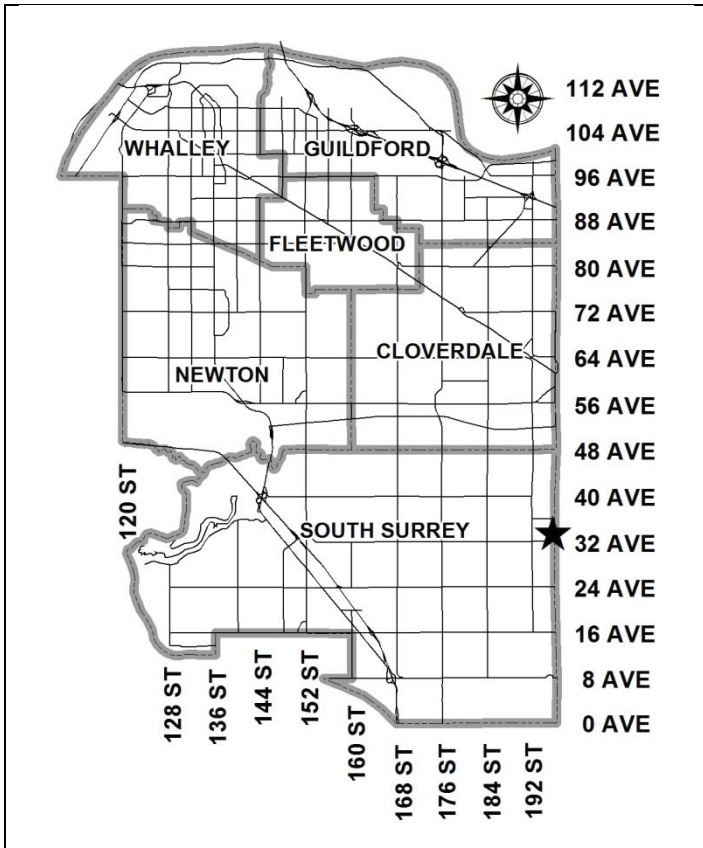 112 AVE
104 AVE
WHALLEY
GUILDFORD
96 AVE
88 AVE
FLEETWOOD
80 AVE
72 AVE
CLOVERDALE
64 AVE
NEWTON
56 AVE
48 AVE
40 AVE
120 ST
SOUTH SURREY
32 AVE
24 AVE
16 AVE
8 AVE
0 AVE
128 ST
136 ST
144 ST
152 ST
160 ST
168 ST
176 ST
184 ST
192 ST